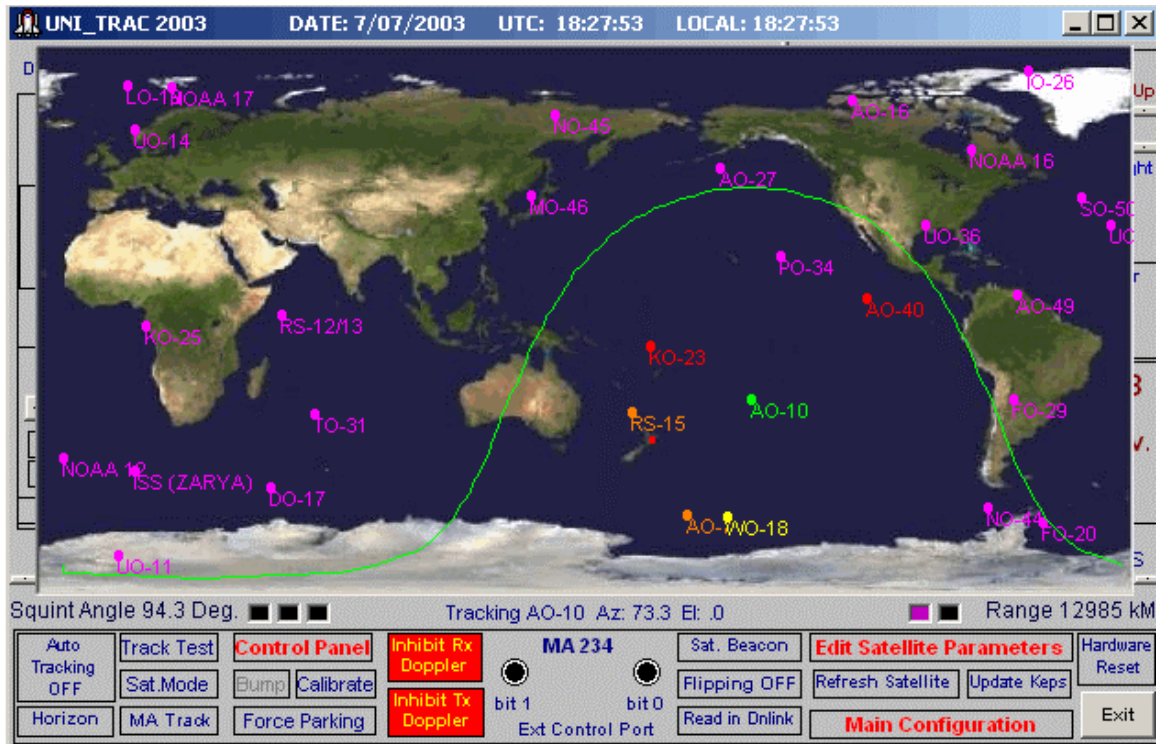 UNI_TRAC 2003 DATE: 7/07/2003 UTC: 18:27:53 LOCAL: 18:27:53
D
Up
IO-26
NOAA 17
AO-16
NO-45
UO-14
NOAA 16
ght
AO-27
MO-46
SO-50
UO-36
UO
PO-34
r
AO-40
AO-49
RS-12/13
KO-25
KO-23
AO-10
FO-29
RS-15
TO-31
V.
NOAA 12
ISS (ZARYA)
DO-17
NO-44
WO-18
FO-20
UO-11
S
Squint Angle 94.3 Deg. Tracking AO-10 Az: 73.3 El: .0 Range 12985 kM
Auto Tracking OFF
Track Test
Control Panel
Inhibit Rx Doppler
MA 234
Sat. Beacon
Edit Satellite Parameters
Hardware Reset
Sat.Mode
Bump
Calibrate
Flipping OFF
Refresh Satellite
Update Keps
bit 1
bit 0
Horizon
MA Track
Force Parking
Inhibit Tx Doppler
Ext Control Port
Read in Dnlink
Main Configuration
Exit